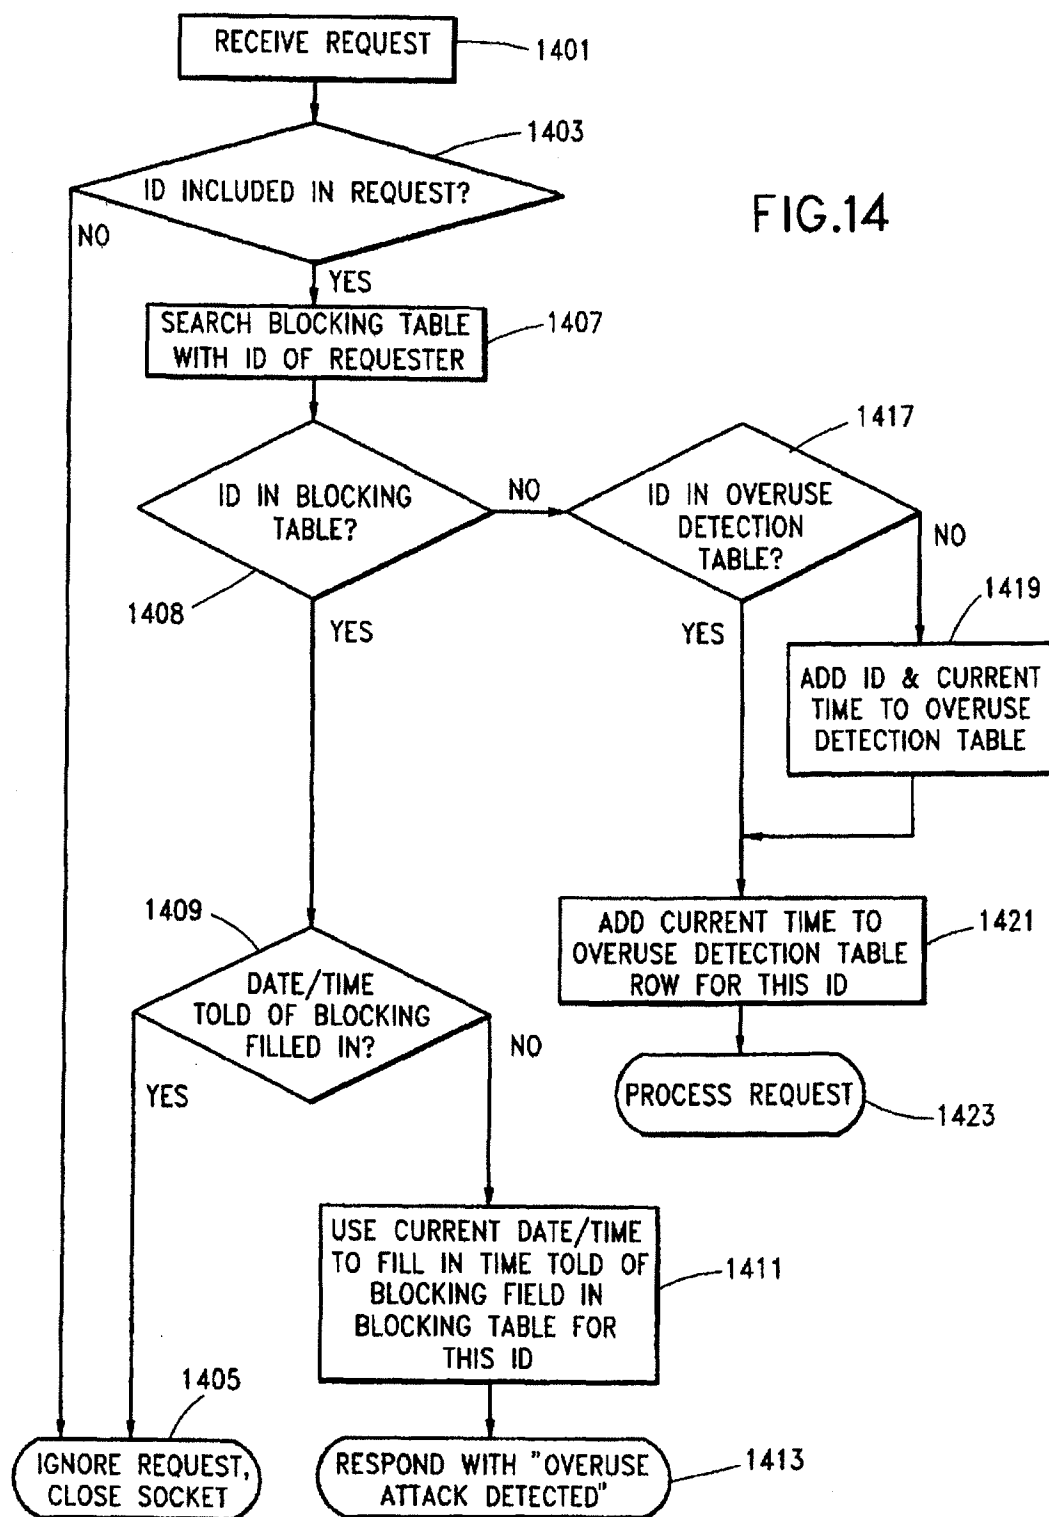 RECEIVE REQUEST
1401
1403
ID INCLUDED IN REQUEST?
FIG.14
NO
YES
SEARCH BLOCKING TABLE
WITH ID OF REQUESTER
1407
1417
ID IN BLOCKING
TABLE?
NO
ID IN OVERUSE
DETECTION
TABLE?
NO
1408
YES
YES
1419
ADD ID & CURRENT
TIME TO OVERUSE
DETECTION TABLE
1409
DATE/TIME
TOLD OF BLOCKING
FILLED IN?
ADD CURRENT TIME TO
OVERUSE DETECTION TABLE
ROW FOR THIS ID
1421
NO
YES
PROCESS REQUEST
1423
USE CURRENT DATE/TIME
TO FILL IN TIME TOLD OF
BLOCKING FIELD IN
BLOCKING TABLE FOR
THIS ID
1411
1405
IGNORE REQUEST,
CLOSE SOCKET
RESPOND WITH "OVERUSE
ATTACK DETECTED"
1413